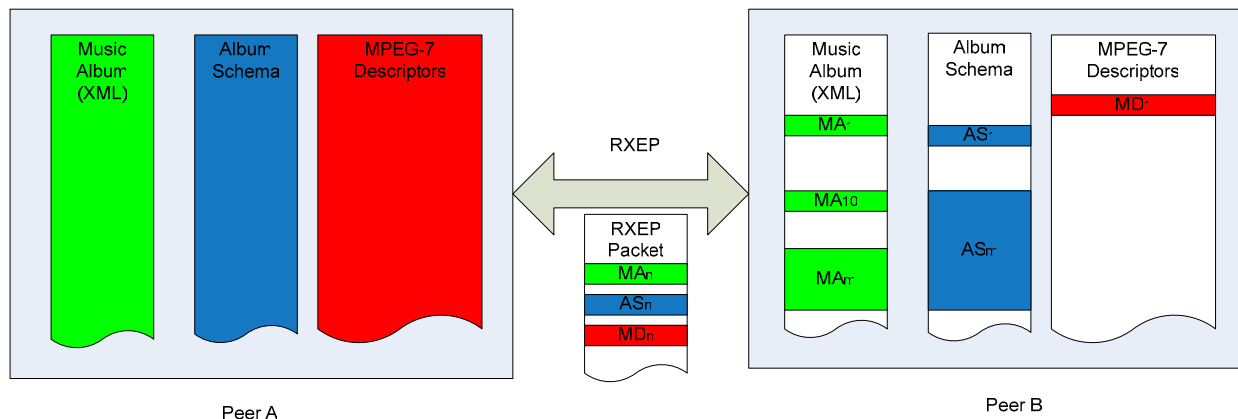 Music
Album
(XML)
Album
Schema
MPEG-7
Descriptors
Peer A
RXEP
RXEP
Packet
MAn
ASn
MDn
Music
Album
(XML)
MA1
MA10
MAm
Album
Schema
AS1
ASm
MPEG-7
Descriptors
MD1
Peer B